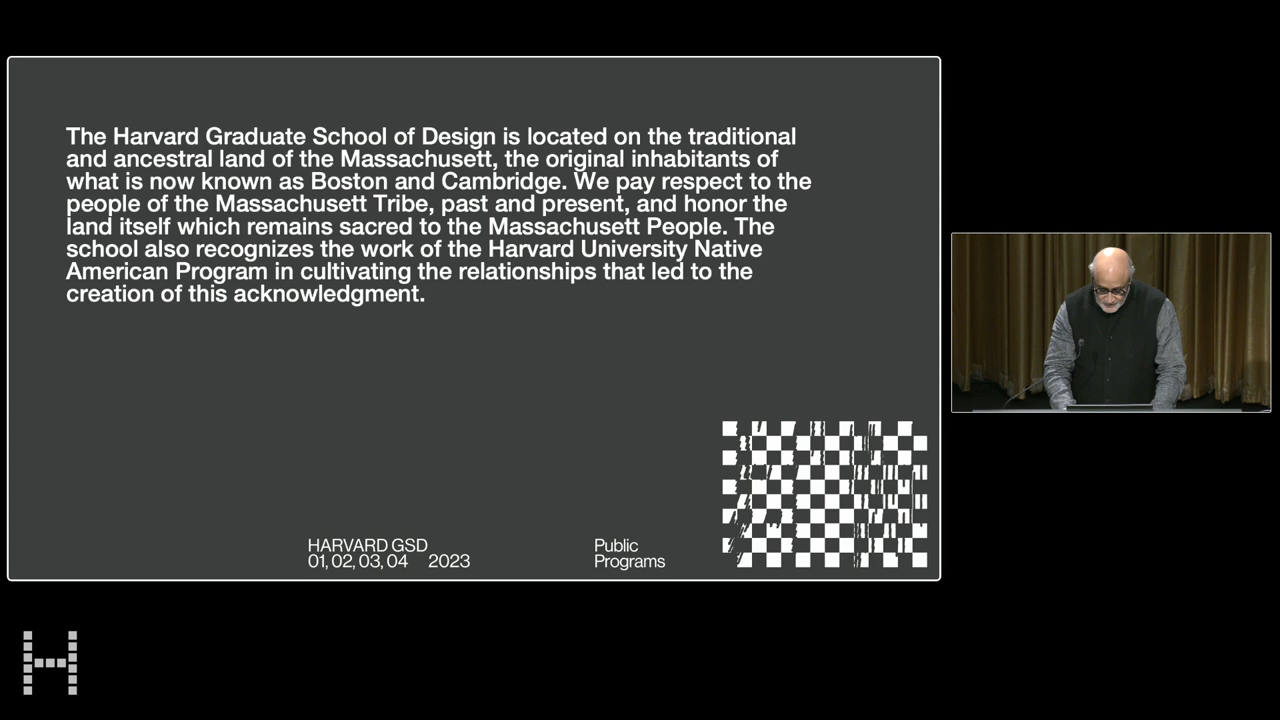 The Harvard Graduate School of Design is located on the traditional
and ancestral land of the Massachusett, the original inhabitants of
what is now known as Boston and Cambridge. We pay respect to the
people of the Massachusett Tribe, past and present, and honor the
land itself which remains sacred to the Massachusett People. The
school also recognizes the work of the Harvard University Native
American Program in cultivating the relationships that led to the
creation of this acknowledgment.
HARVARD GSD
01, 02, 03, 04 2023
Public
Programs
H